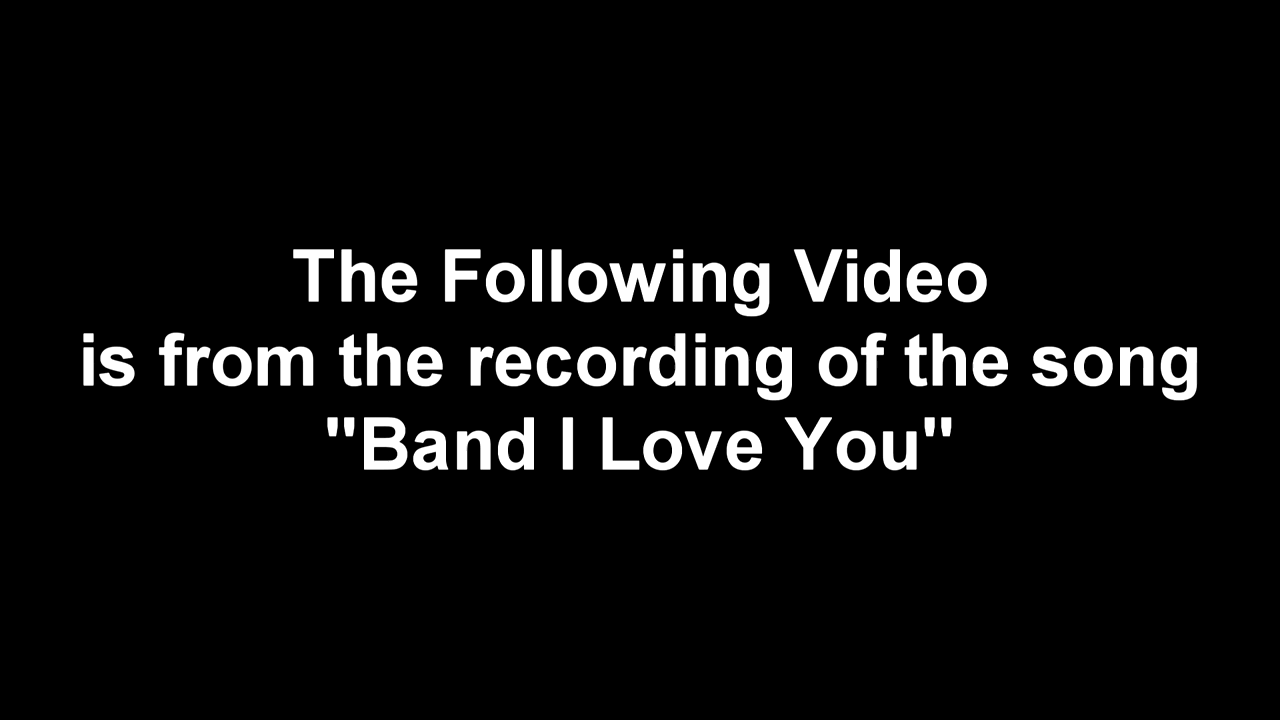 The Following Video
is from the recording of the song
"Band I Love You"